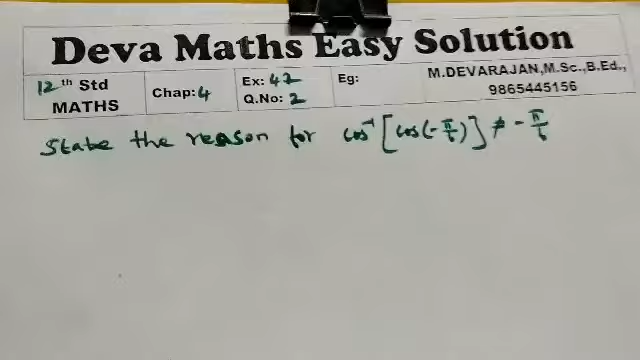 Deva Maths Easy Solution
12th Std MATHS
Chap: 4
Ex: 4.2
Q.No: 2
Eg:
M.DEVARAJAN,M.Sc.,B.Ed.,
9865445156
State the reason for cos⁻¹[cos(-π/6)] ≠ -π/6